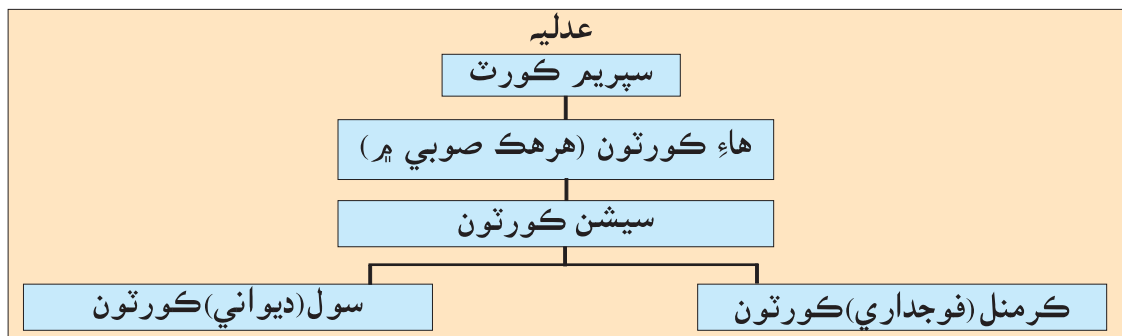 عدليه
سپريم ڪورٽ
هاءِ ڪورٽون (هرهڪ صوبي ۾)
سيشن ڪورٽون
ڪرمنل(فوجداري)ڪورٽون
سول(ديواني)ڪورٽون